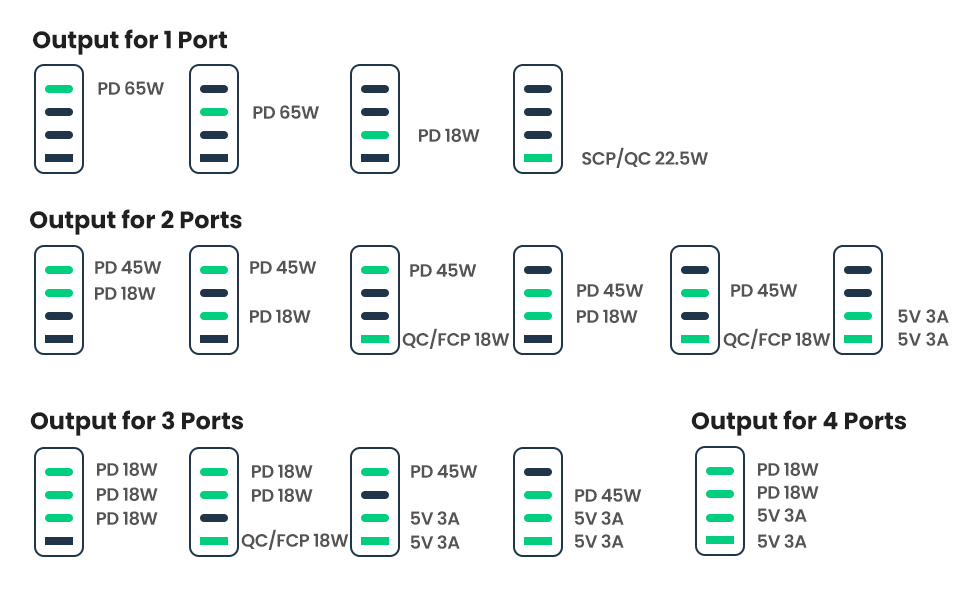 Output for 1 Port
PD 65W
PD 65W
PD 18W
SCP/QC 22.5W
Output for 2 Ports
PD 45W
PD 18W
PD 45W
PD 18W
PD 45W
QC/FCP 18W
PD 45W
PD 18W
PD 45W
QC/FCP 18W
5V 3A
5V 3A
Output for 3 Ports
PD 18W
PD 18W
PD 18W
PD 18W
PD 18W
QC/FCP 18W
PD 45W
5V 3A
5V 3A
PD 45W
5V 3A
5V 3A
Output for 4 Ports
PD 18W
PD 18W
5V 3A
5V 3A